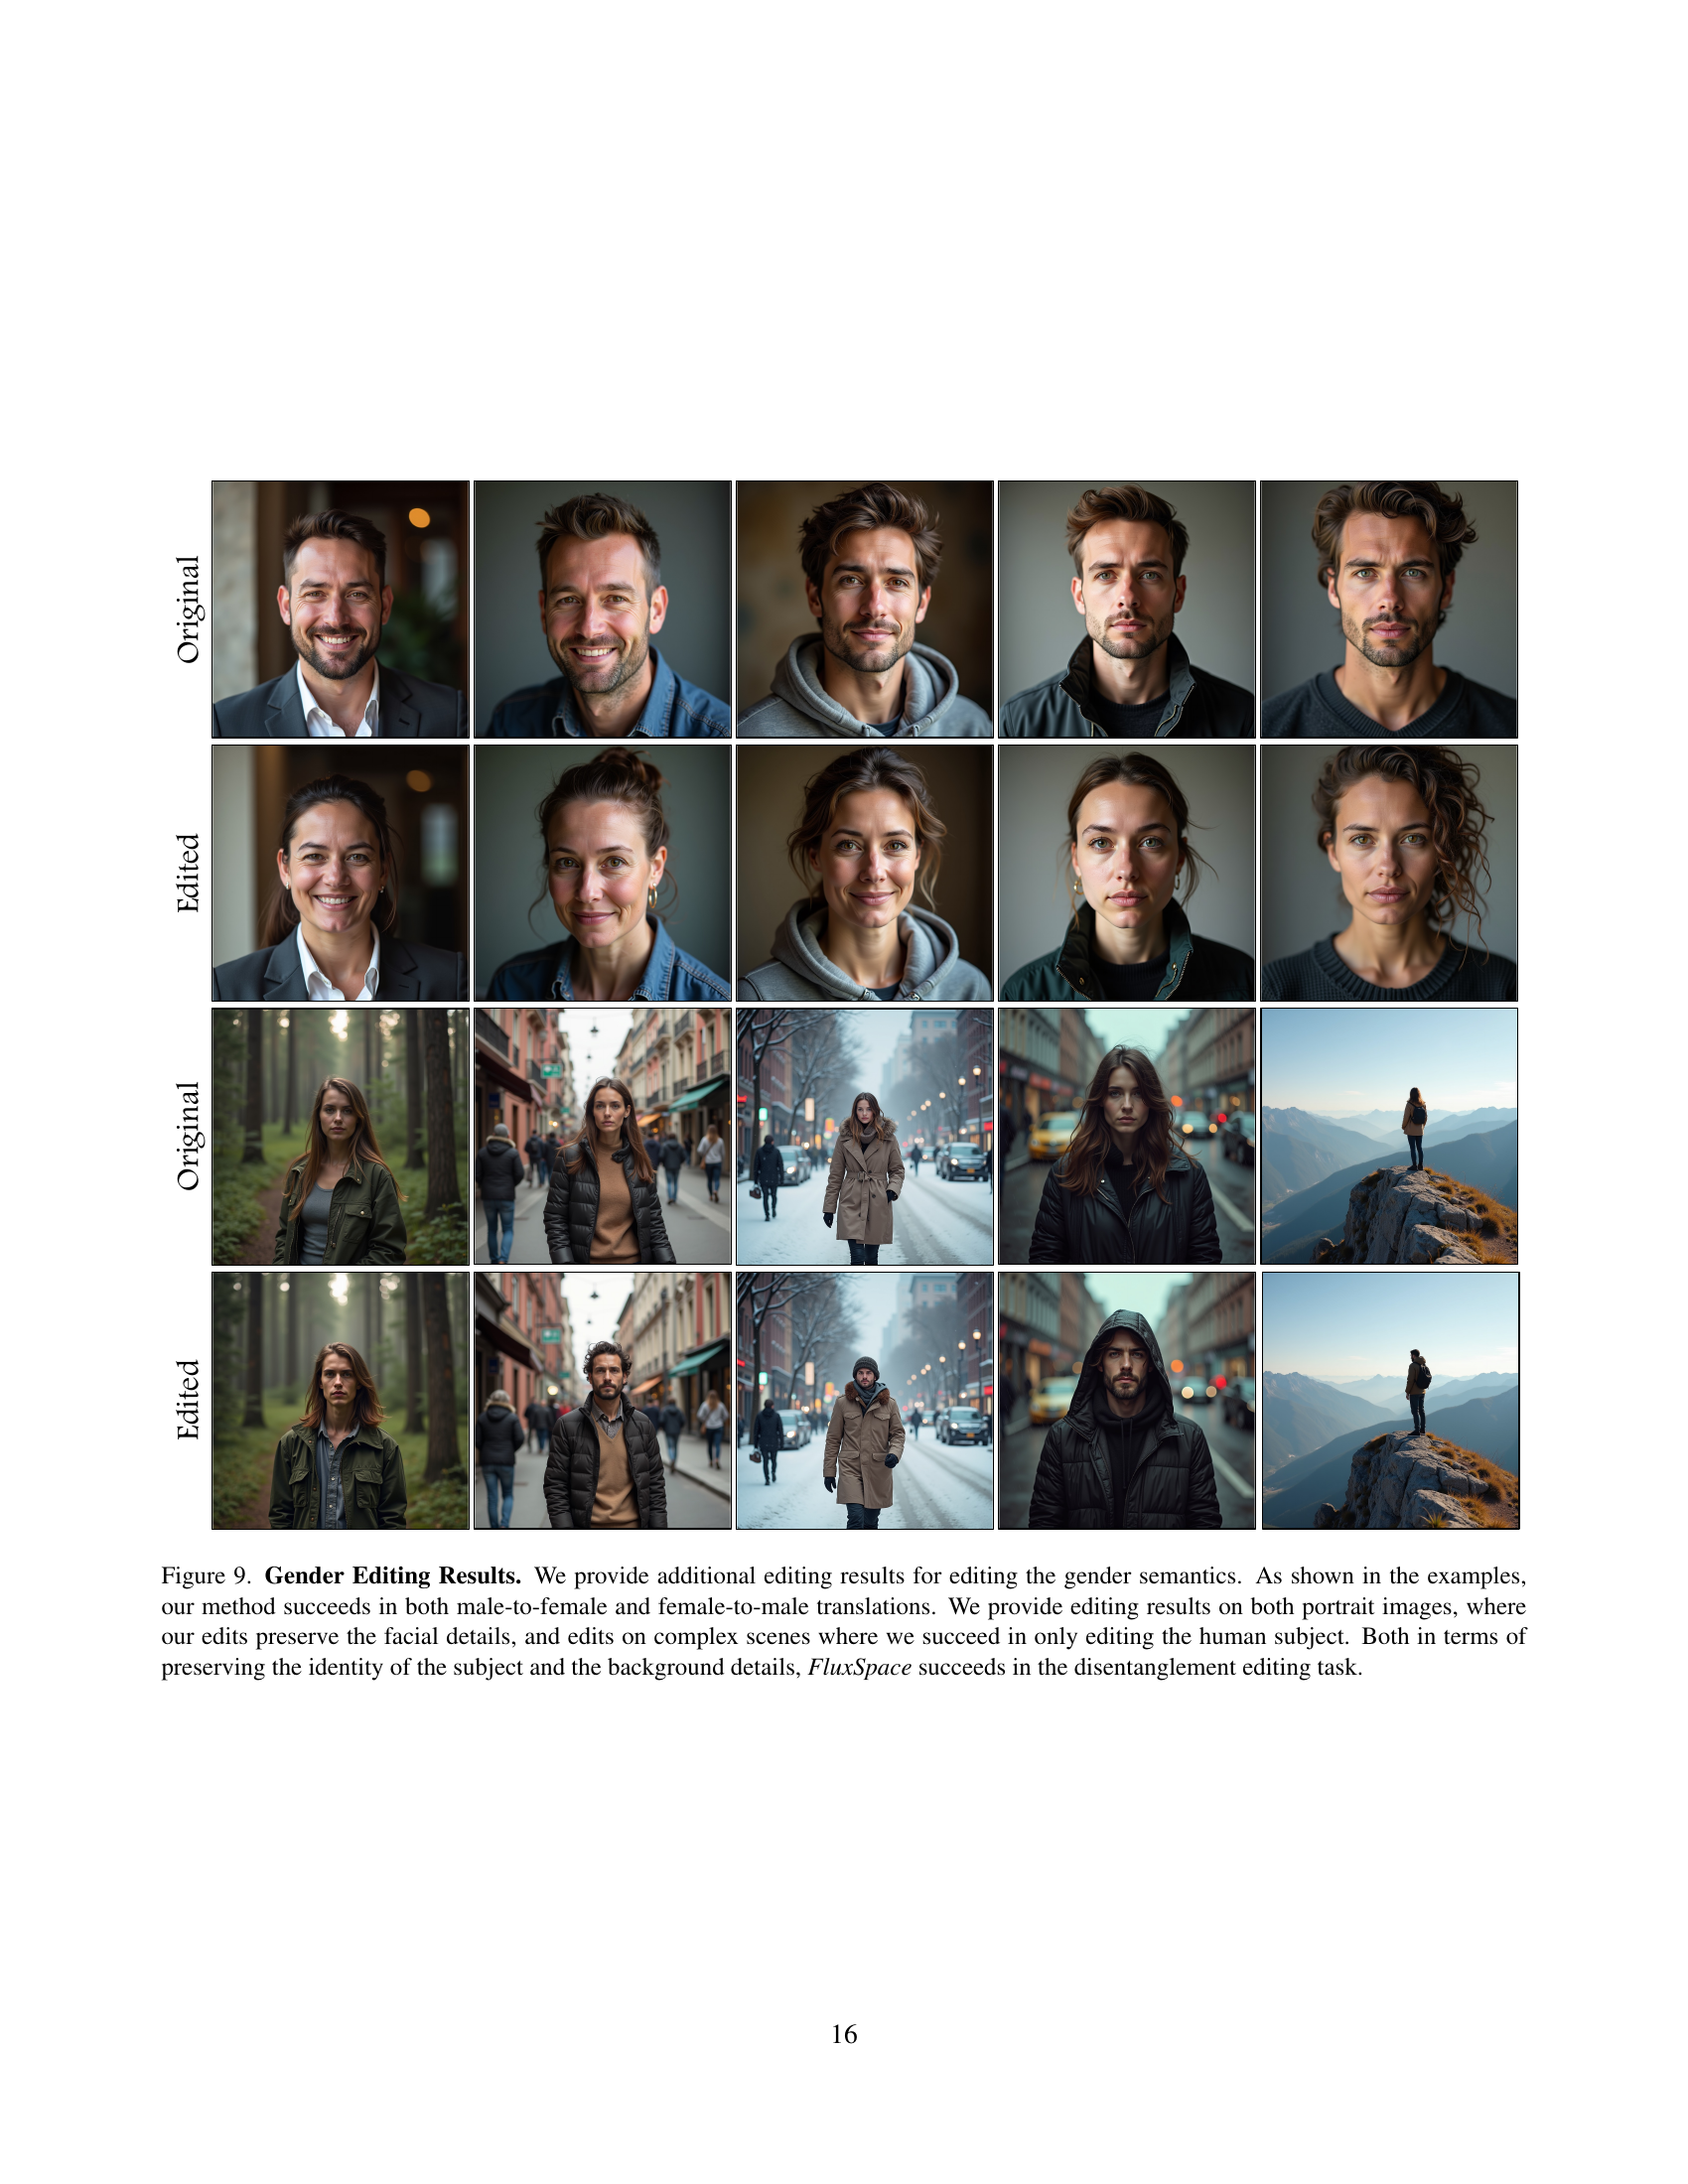 Original
Edited
Original
Edited
Figure 9. Gender Editing Results. We provide additional editing results for editing the gender semantics. As shown in the examples,
our method succeeds in both male-to-female and female-to-male translations. We provide editing results on both portrait images, where
our edits preserve the facial details, and edits on complex scenes where we succeed in only editing the human subject. Both in terms of
preserving the identity of the subject and the background details, FluxSpace succeeds in the disentanglement editing task.
16